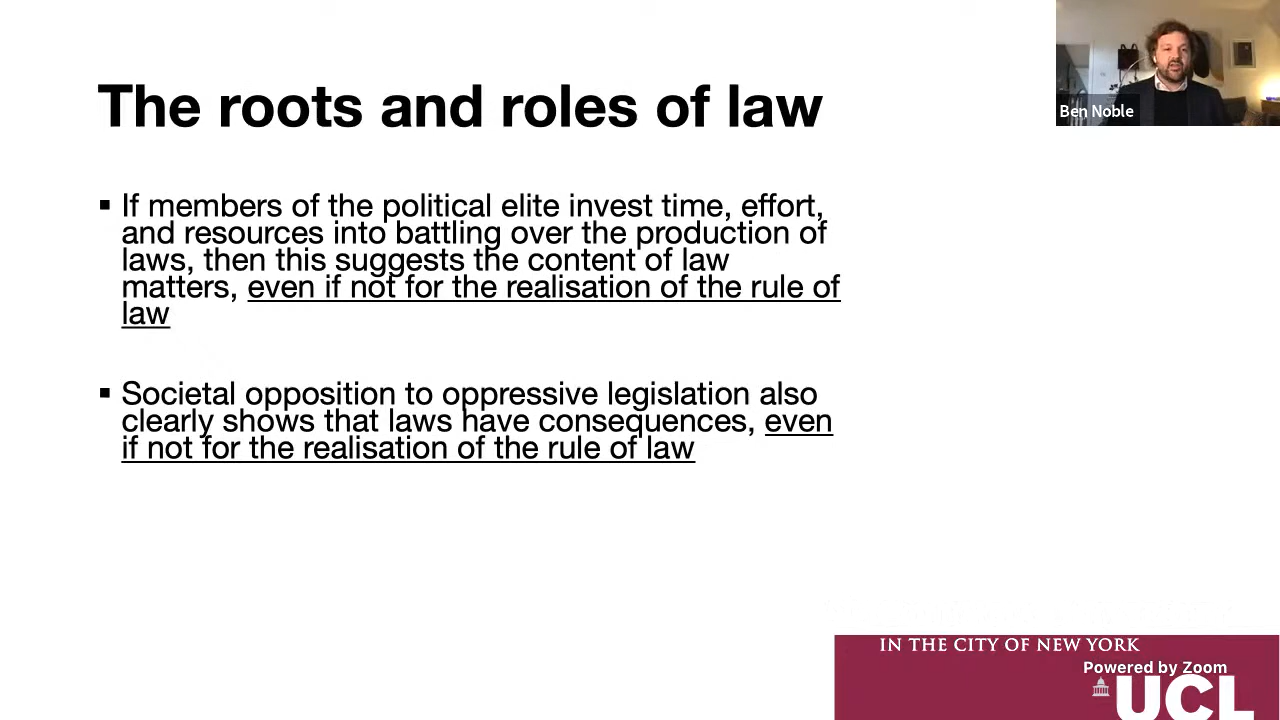 The roots and roles of law
Ben Noble
▪ If members of the political elite invest time, effort,
and resources into battling over the production of
laws, then this suggests the content of law
matters, even if not for the realisation of the rule of
law
▪ Societal opposition to oppressive legislation also
clearly shows that laws have consequences, even
if not for the realisation of the rule of law
IN THE CITY OF NEW YORK
Powered by Zoom
UCL